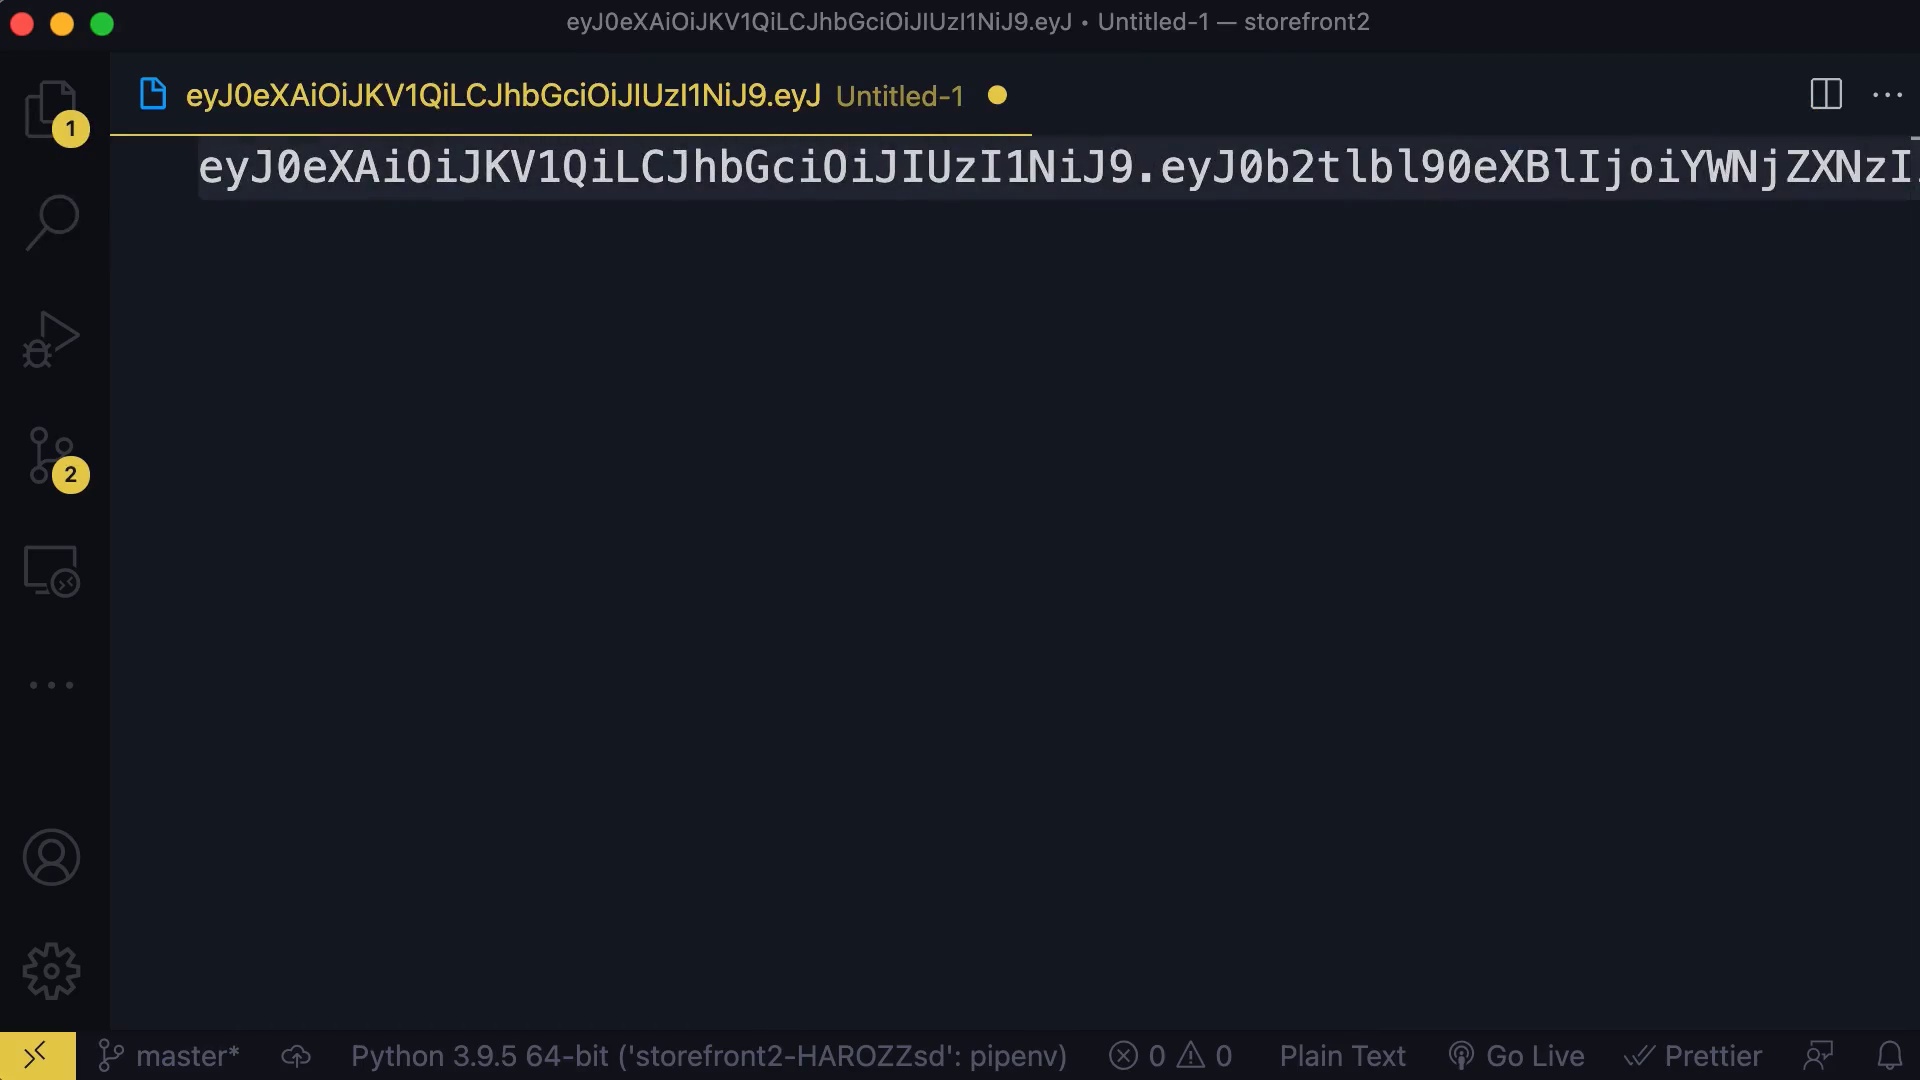 eyJ0eXAiOiJKV1QiLCJhbGciOiJIUzI1NiJ9.eyJ • Untitled-1 — storefront2
eyJ0eXAiOiJKV1QiLCJhbGciOiJIUzI1NiJ9.eyJ Untitled-1
1
eyJ0eXAiOiJKV1QiLCJhbGciOiJIUzI1NiJ9.eyJ0b2tlbl90eXBlIjoiYWNjZXNzI
2
master* Python 3.9.5 64-bit ('storefront2-HAROZZsd': pipenv) 0 0 Plain Text Go Live Prettier